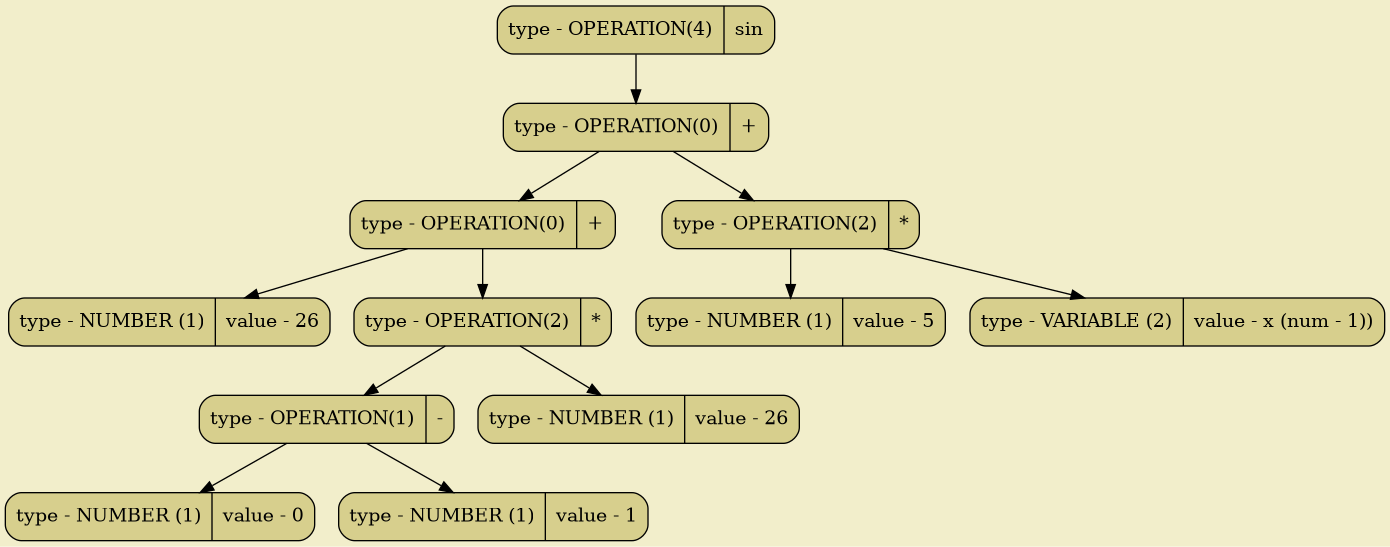 type - OPERATION(4) sin
type - OPERATION(0) +
type - OPERATION(0) +
type - OPERATION(2) *
type - NUMBER (1) value - 26
type - OPERATION(2) *
type - NUMBER (1) value - 5
type - VARIABLE (2) value - x (num - 1))
type - OPERATION(1) -
type - NUMBER (1) value - 26
type - NUMBER (1) value - 0
type - NUMBER (1) value - 1